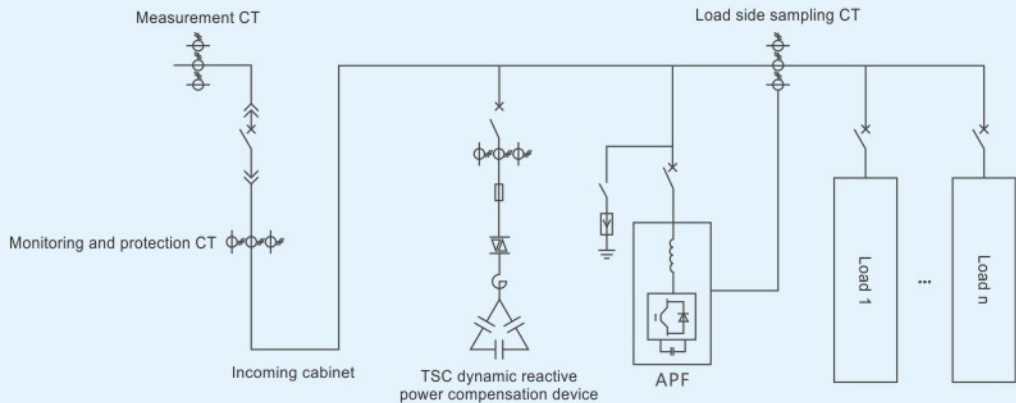 Measurement CT
Load side sampling CT
Monitoring and protection CT
Load 1
...
Load n
Incoming cabinet
TSC dynamic reactive
power compensation device
APF